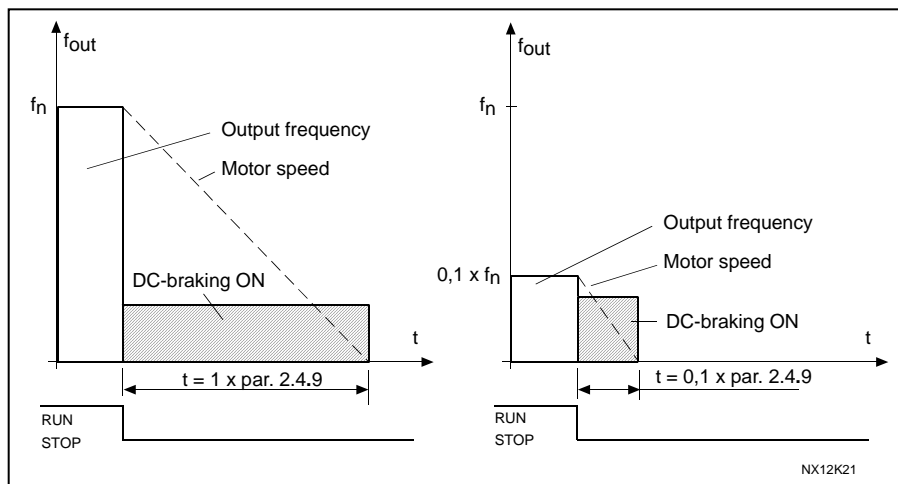 fout
fn
Output frequency
Motor speed
DC-braking ON
t
t = 1 x par. 2.4.9
RUN
STOP
fout
fn
Output frequency
Motor speed
0,1 x fn
DC-braking ON
t
t = 0,1 x par. 2.4.9
RUN
STOP
NX12K21